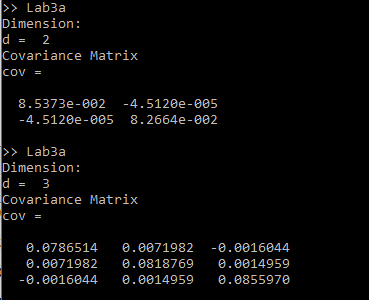 >> Lab3a
Dimension:
d =  2
Covariance Matrix
cov =
8.5373e-002  -4.5120e-005
-4.5120e-005  8.2664e-002
>> Lab3a
Dimension:
d =  3
Covariance Matrix
cov =
0.0786514  0.0071982  -0.0016044
0.0071982  0.0818769  0.0014959
-0.0016044  0.0014959  0.0855970